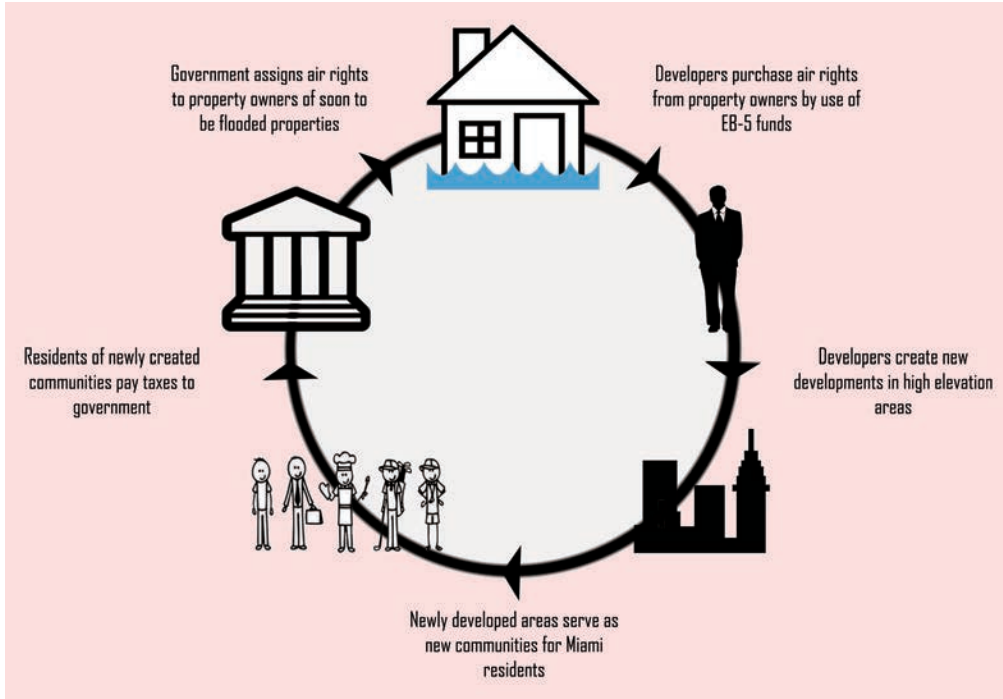 Government assigns air rights
to property owners of soon to
be flooded properties
Developers purchase air rights
from property owners by use of
EB-5 funds
Developers create new
developments in high elevation
areas
Newly developed areas serve as
new communities for Miami
residents
Residents of newly created
communities pay taxes to
government